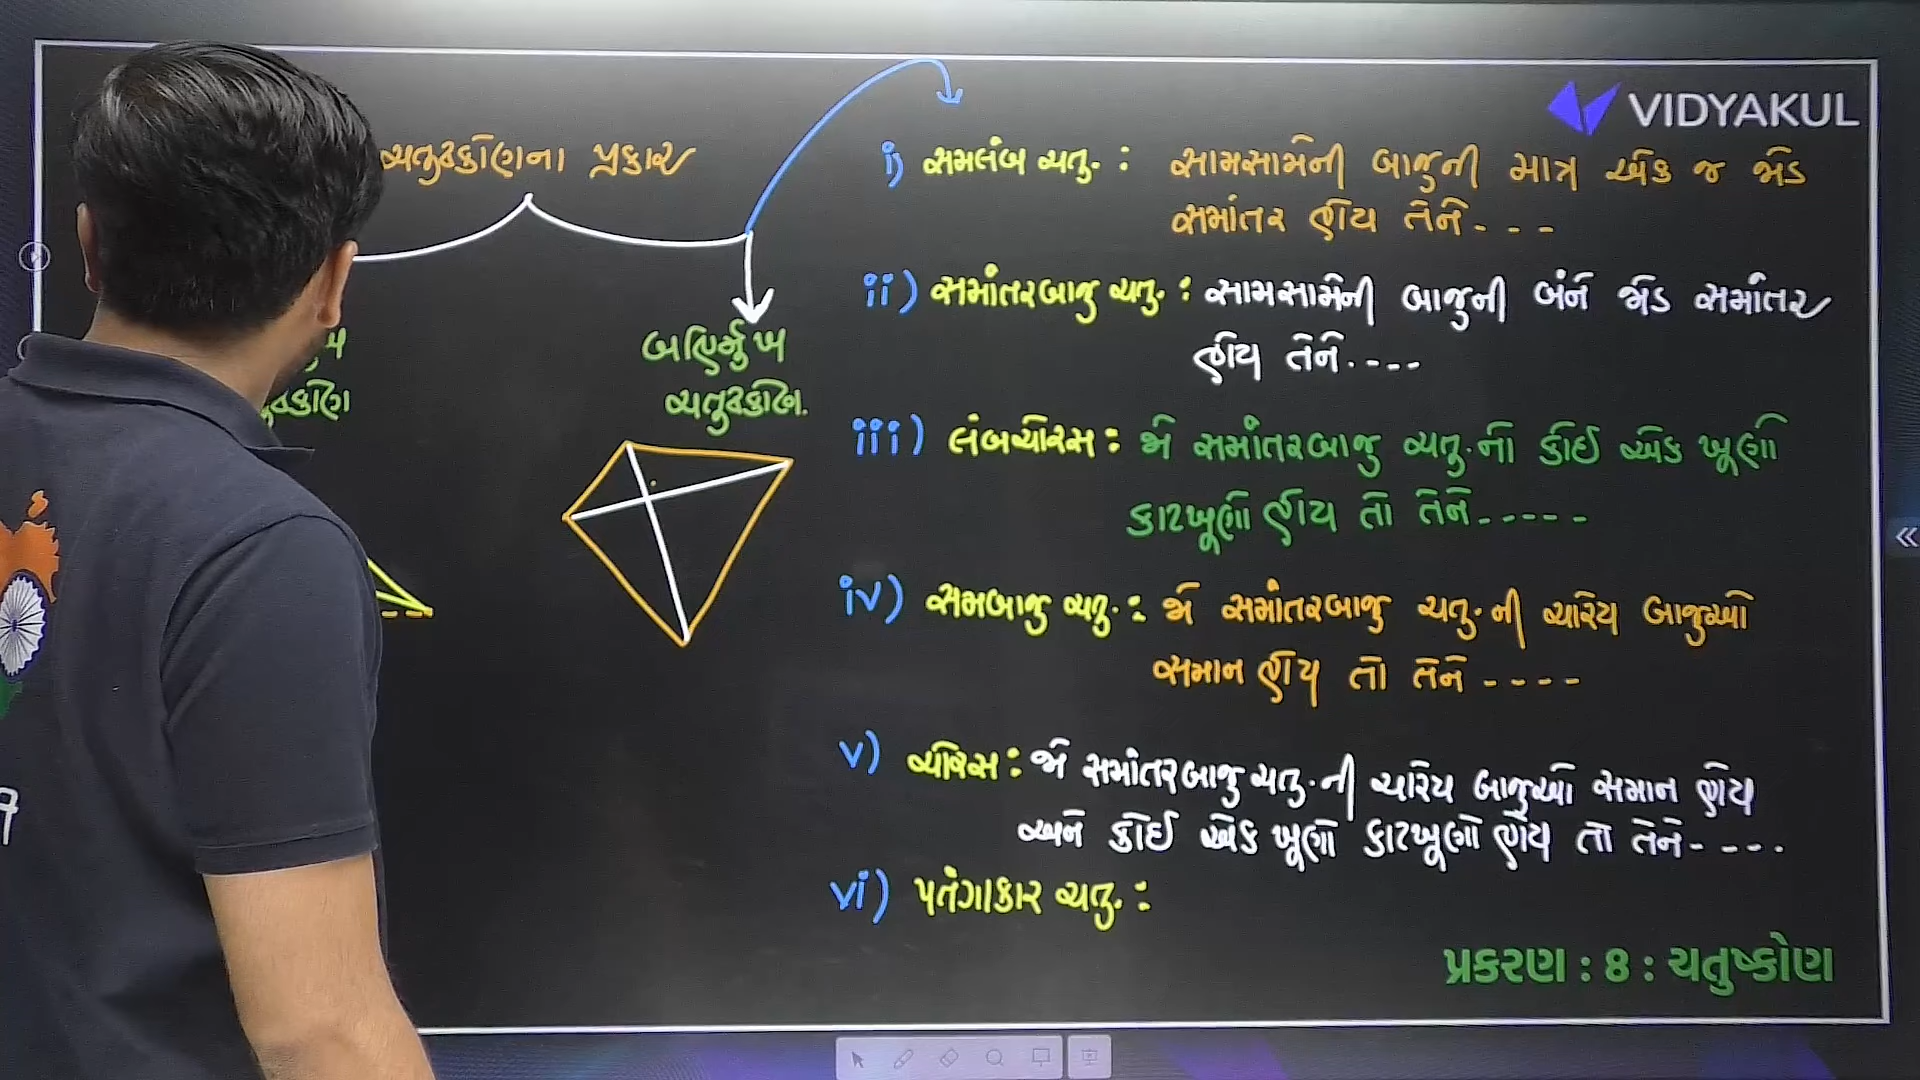 VIDYAKUL
ચતુષ્કોણના પ્રકાર
બહિર્મુખ
ચતુષ્કોણ.
i) સમલંબ ચતુ. : સામસામેની બાજુની માત્ર એક જ જોડ
સમાંતર હોય તેને- - - -
ii) સમાંતરબાજુ ચતુ. : સામસામેની બાજુની બંને જોડ સમાંતર
હોય તેને- - - -
iii) લંબચોરસ : જો સમાંતરબાજુ ચતુ.નો કોઈ એક ખૂણો
કાટખૂણો હોય તો તેને- - - - -
iv) સમબાજુ ચતુ. : જો સમાંતરબાજુ ચતુ.ની ચારેય બાજુઓ
સમાન હોય તો તેને - - - -
v) ચોરસ : જો સમાંતરબાજુ ચતુ.ની ચારેય બાજુઓ સમાન હોય
અને કોઈ એક ખૂણો કાટખૂણો હોય તો તેને- - - - .
vi) પતંગાકાર ચતુ. :
પ્રકરણ : 8 : ચતુષ્કોણ